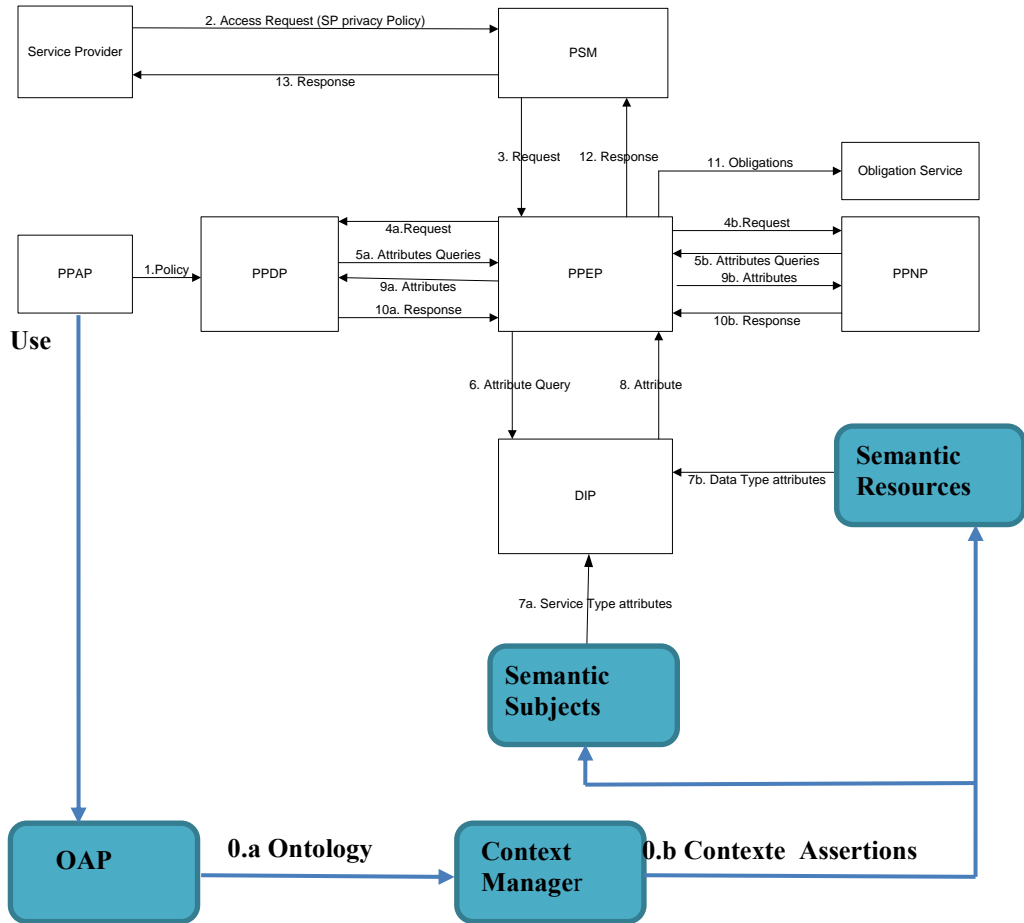 2. Access Request (SP privacy Policy)
Service Provider
PSM
13. Response
3. Request
12. Response
11. Obligations
Obligation Service
4a.Request
4b.Request
PPAP
1.Policy
PPDP
5a. Attributes Queries
PPEP
5b. Attributes Queries
PPNP
9a. Attributes
9b. Attributes
10a. Response
10b. Response
Use
6. Attribute Query
8. Attribute
Semantic
Resources
DIP
7b. Data Type attributes
7a. Service Type attributes
Semantic
Subjects
OAP
0.a Ontology
Context
Manager
0.b Contexte Assertions